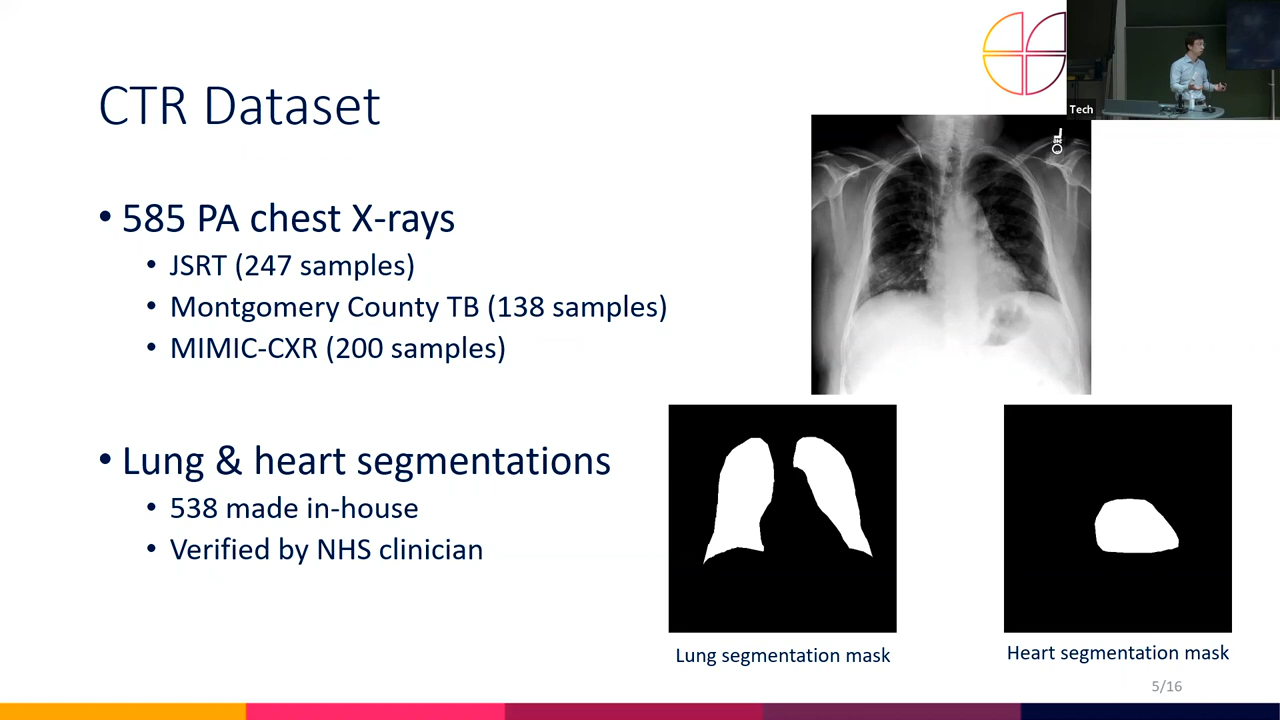 CTR Dataset
Tech
• 585 PA chest X-rays
• JSRT (247 samples)
• Montgomery County TB (138 samples)
• MIMIC-CXR (200 samples)
• Lung & heart segmentations
• 538 made in-house
• Verified by NHS clinician
Lung segmentation mask
Heart segmentation mask
5/16